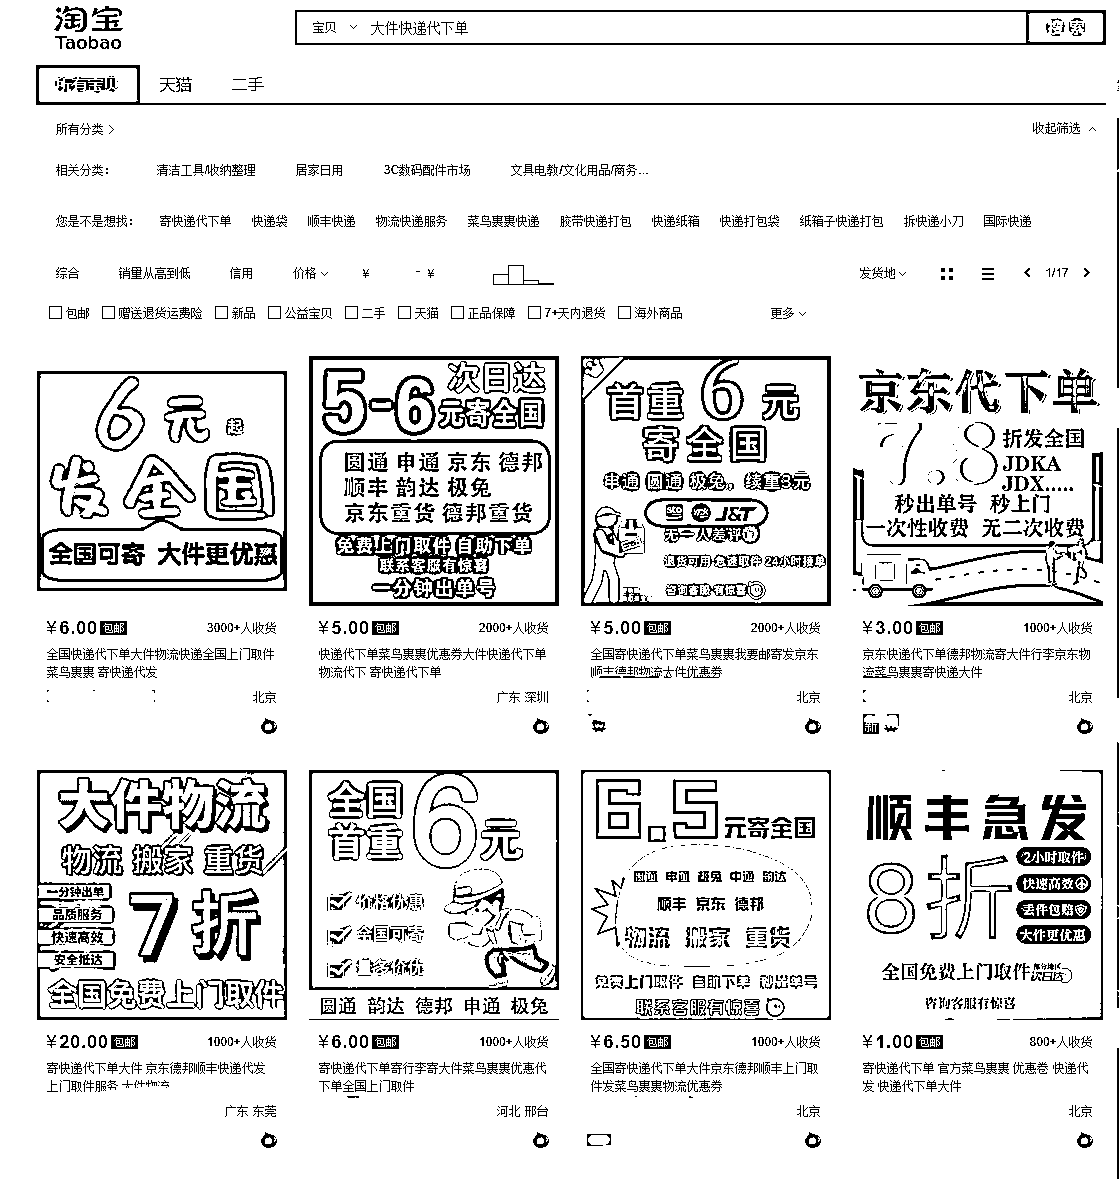 淘宝
Taobao
宝贝 大件快递代下单 搜索
所有宝贝 天猫 二手
所有分类 收起筛选
相关分类： 清洁工具/收纳整理 居家日用 3C数码配件市场 文具电教/文化用品/商务...
您是不是想找： 寄快递代下单 快递袋 顺丰快递 物流快递服务 菜鸟裹裹快递 胶带快递打包 快递纸箱 快递打包袋 纸箱子快递打包 拆快递小刀 国际快递
综合 销量从高到低 信用 价格 ¥ - ¥ 发货地 1/17
包邮 赠送退货运费险 新品 公益宝贝 二手 天猫 正品保障 7+天内退货 海外商品 更多
6元起
发全国
全国可寄 大件更优惠
5-6 次日达
元寄全国
圆通 申通 京东 德邦
顺丰 韵达 极兔
京东重货 德邦重货
免费上门取件 自助下单
联系客服有惊喜
一分钟出单号
首重6元
寄全国
申通 圆通 极兔，续重3元
J&T
无一人差评
退货可用 急速取件 24小时接单
咨询客服 有惊喜
京东代下单
7.8 折发全国
JDKA
JDX.....
秒出单号 秒上门
一次性收费 无二次收费
¥6.00 包邮 3000+人收货
全国快递代下单大件物流快递全国上门取件
菜鸟裹裹 寄快递代发
北京
¥5.00 包邮 2000+人收货
快递代下单菜鸟裹裹优惠券大件快递代下单
物流代下 寄快递代下单
广东 深圳
¥5.00 包邮 2000+人收货
全国寄快递代下单菜鸟裹裹我要邮寄发京东
顺丰德邦物流大件优惠券
北京
¥3.00 包邮 1000+人收货
京东快递代下单德邦物流寄大件行李京东物
流菜鸟裹裹寄快递大件
北京
新
大件物流
物流 搬家 重货
一分钟出单
品质服务
快速高效
安全抵达
7折
全国免费上门取件
全国
首重 6元
价格优惠
全国可寄
量多价优
圆通 韵达 德邦 申通 极兔
6.5元寄全国
圆通 申通 极兔 中通 韵达
顺丰 京东 德邦
物流 搬家 重货
免费上门取件 自助下单 秒出单号
联系客服有惊喜
顺丰急发
8折
2小时取件
快速高效
丢件包赔
大件更优惠
全国免费上门取件
咨询客服有惊喜
¥20.00 包邮 1000+人收货
寄快递代下单大件 京东德邦顺丰快递代发
上门取件服务 大件物流
广东 东莞
¥6.00 包邮 1000+人收货
寄快递代下单寄行李寄大件菜鸟裹裹优惠代
下单全国上门取件
河北 邢台
¥6.50 包邮 1000+人收货
全国寄快递代下单大件京东德邦顺丰上门取
件发菜鸟裹裹物流优惠券
北京
¥1.00 包邮 800+人收货
寄快递代下单 官方菜鸟裹裹 优惠卷 快递代
发 快递代下单大件
北京